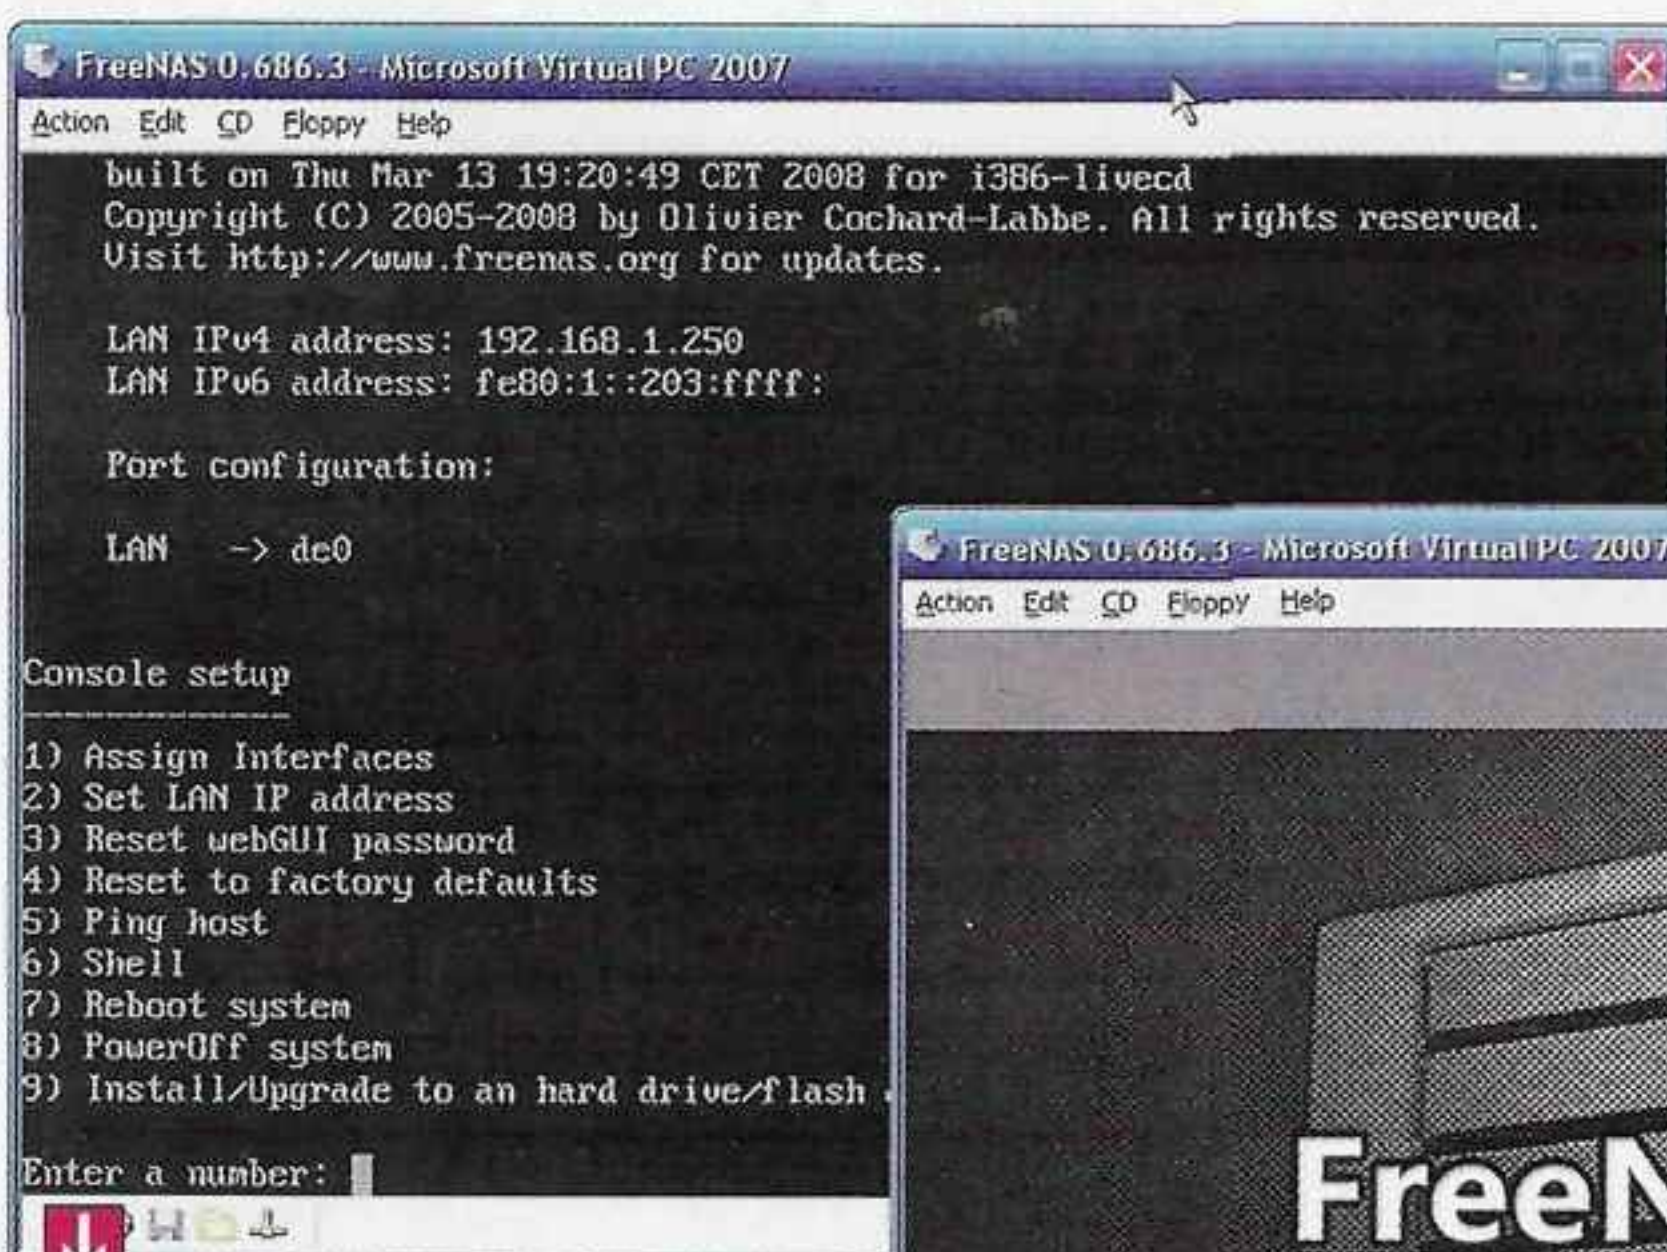 FreeNAS 0.686.3 - Microsoft Virtual PC 2007
Action Edit CD Floppy Help
built on Thu Mar 13 19:20:49 CET 2008 for i386-livecd
Copyright (C) 2005-2008 by Olivier Cochard-Labbe. All rights reserved.
Visit http://www.freenas.org for updates.
LAN IPv4 address: 192.168.1.250
LAN IPv6 address: fe80:1::203:ffff:
Port configuration:
LAN -> de0
Console setup
-------------
1) Assign Interfaces
2) Set LAN IP address
3) Reset webGUI password
4) Reset to factory defaults
5) Ping host
6) Shell
7) Reboot system
8) PowerOff system
9) Install/Upgrade to an hard drive/flash
Enter a number:
FreeNAS 0.686.3 - Microsoft Virtual PC 2007
Action Edit CD Floppy Help
FreeN